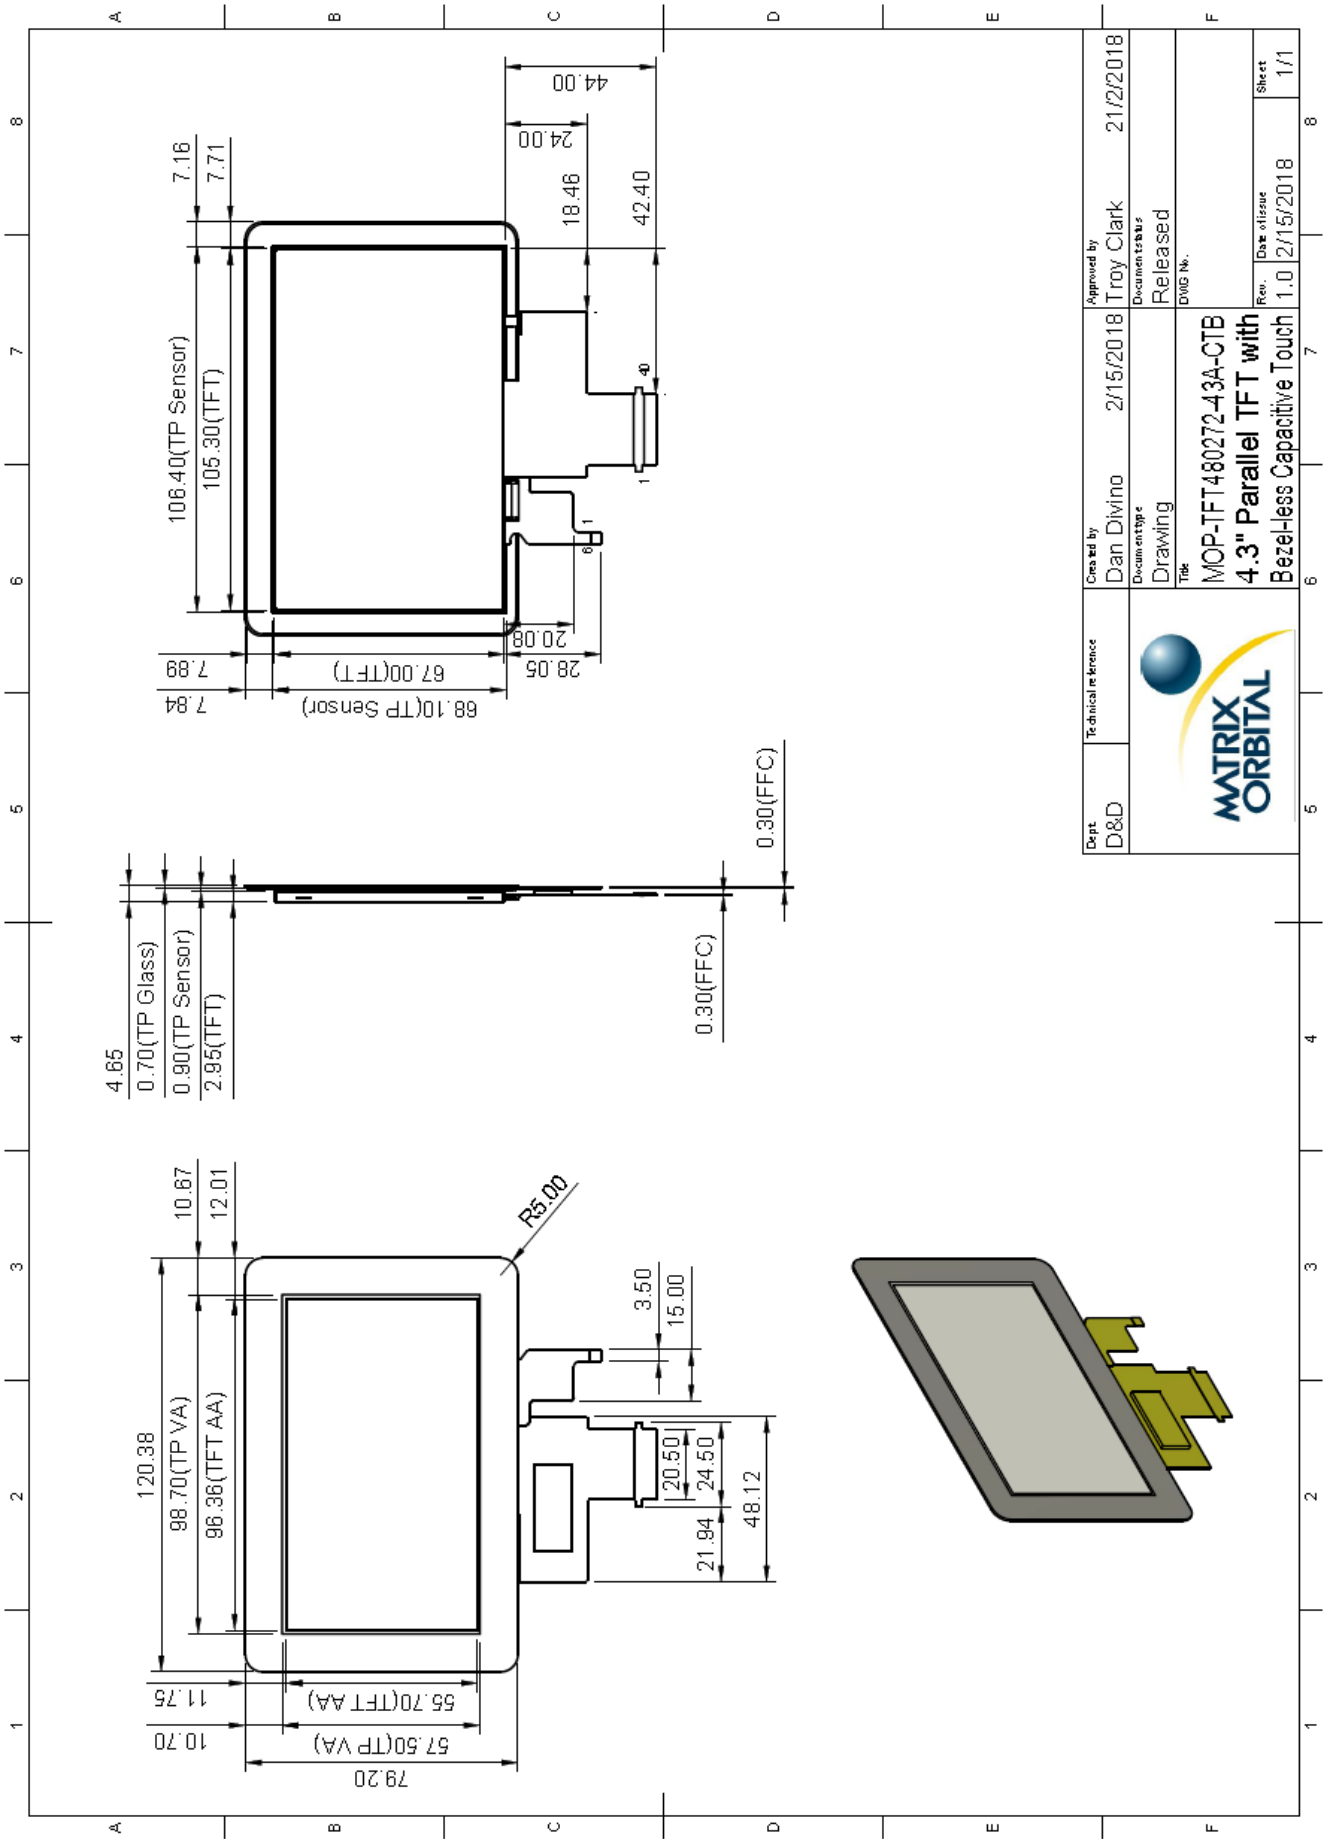 1
2
3
4
5
6
7
8
A
B
C
D
E
F
A
B
C
D
E
F
120.38
98.70(TP VA)
96.36(TFT AA)
10.67
12.01
11.75
10.70
55.70(TFT AA)
57.50(TP VA)
79.20
R5.00
3.50
15.00
20.50
24.50
21.94
48.12
4.65
0.70(TP Glass)
0.90(TP Sensor)
2.95(TFT)
0.30(FFC)
0.30(FFC)
106.40(TP Sensor)
105.30(TFT)
7.16
7.71
7.89
7.84
67.00(TFT)
68.10(TP Sensor)
20.08
28.05
6
1
1
40
18.46
42.40
24.00
44.00
Dept.
D&D
Technical reference
Created by
Dan Divino 2/15/2018
Approved by
Troy Clark 21/2/2018
Document type
Drawing
Document status
Released
Title
MOP-TFT480272-43A-CTB
4.3" Parallel TFT with
Bezel-less Capacitive Touch
DWG No.
Rev.
1.0
Date of issue
2/15/2018
Sheet
1/1
MATRIX
ORBITAL
1
2
3
4
5
6
7
8